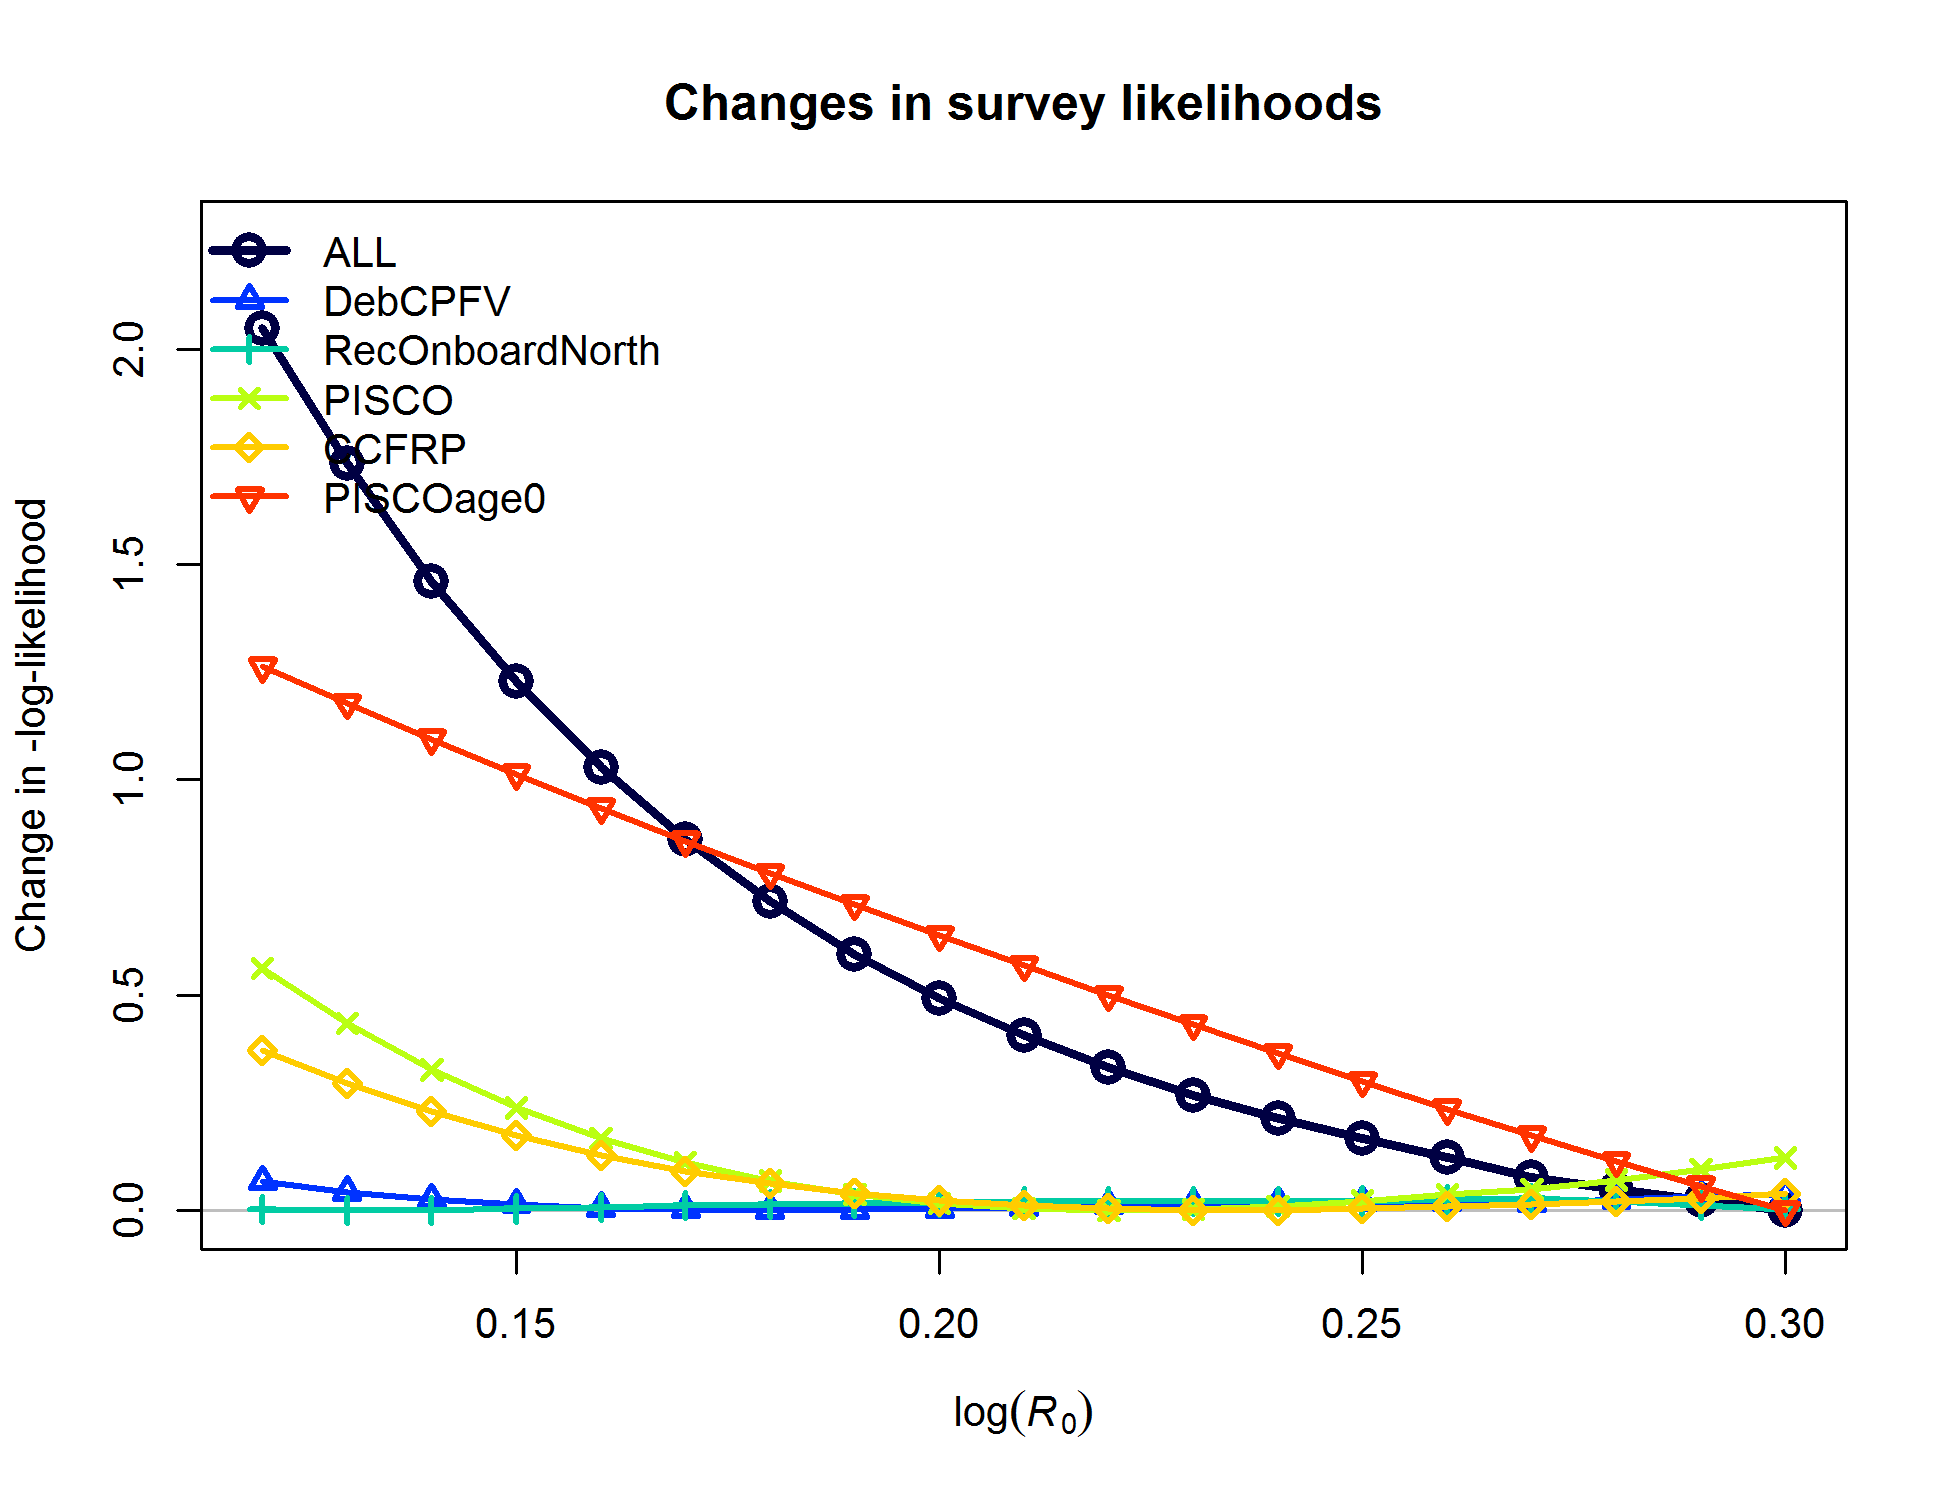 Changes in survey likelihoods
ALL
DebCPFV
RecOnboardNorth
PISCO
CCFRP
PISCOage0
Change in -log-likelihood
2.0
1.5
1.0
0.5
0.0
0.15
0.20
0.25
0.30
log(R0)